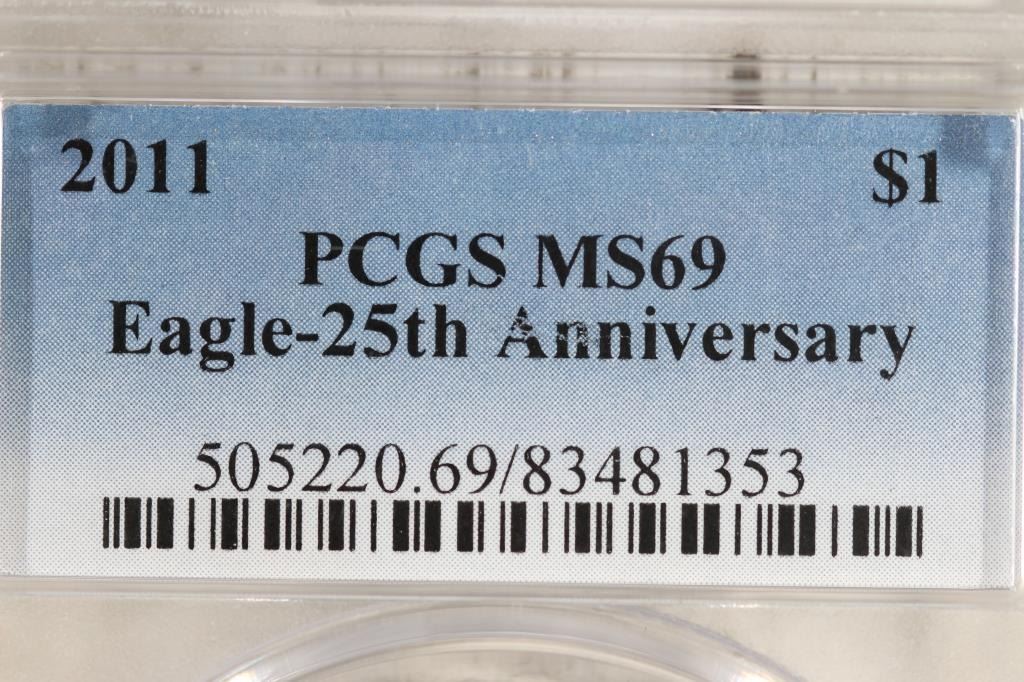 2011 $1
PCGS MS69
Eagle-25th Anniversary
505220.69/83481353